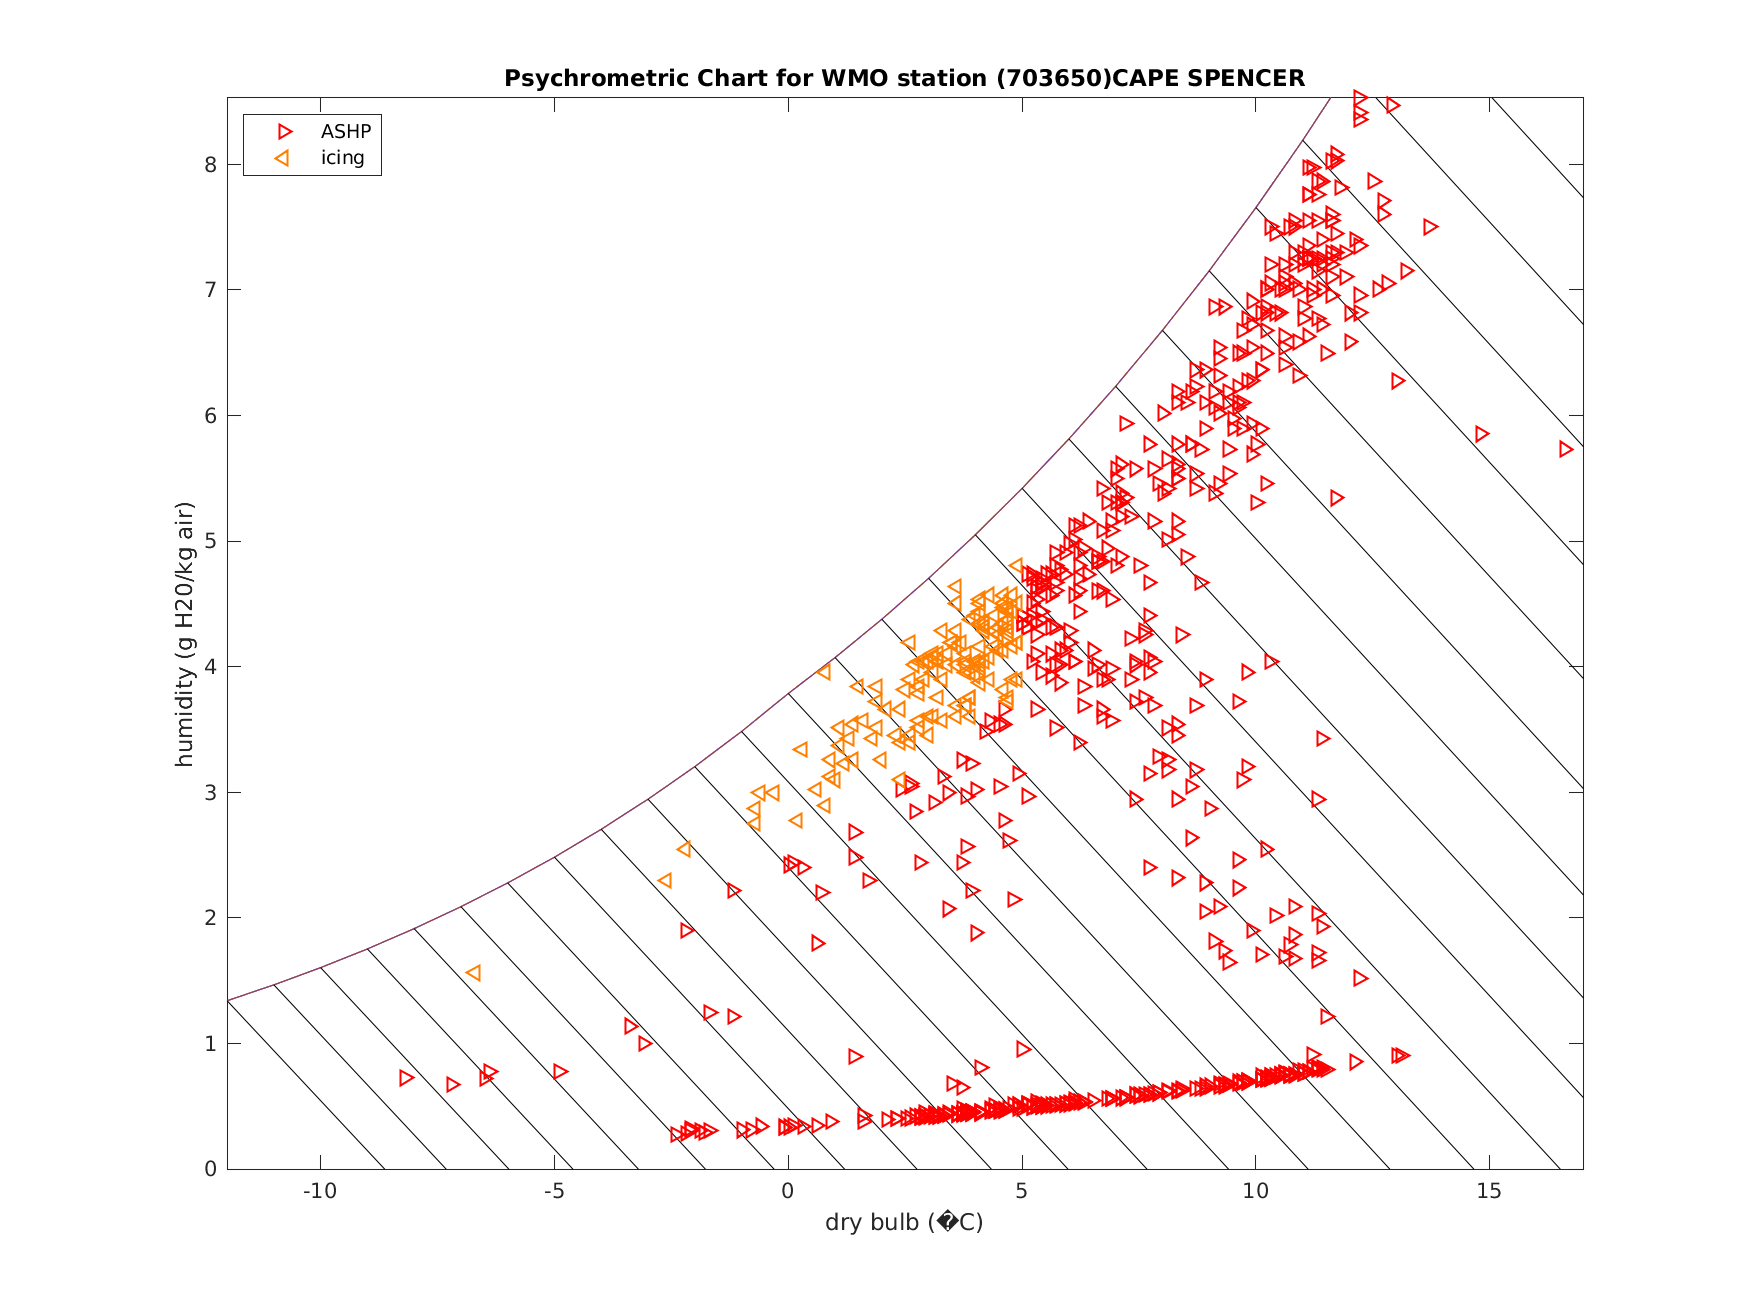 Psychrometric Chart for WMO station (703650)CAPE SPENCER
ASHP
icing
humidity (g H20/kg air)
8
7
6
5
4
3
2
1
0
-10 -5 0 5 10 15
dry bulb (�C)